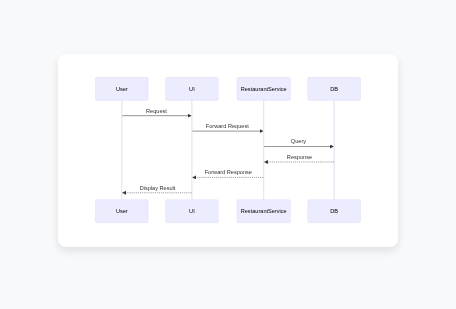 User UI RestaurantService DB
Request
Forward Request
Query
Response
Forward Response
Display Result
User UI RestaurantService DB